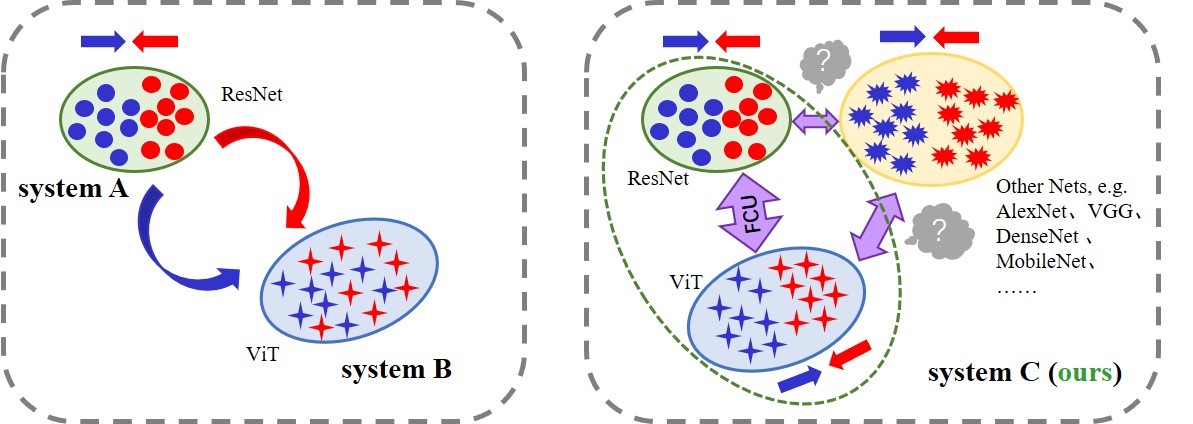 ResNet
system A
ViT
system B
?
ResNet
FCU
ViT
?
Other Nets, e.g.
AlexNet、VGG、
DenseNet 、
MobileNet、
……
system C (ours)